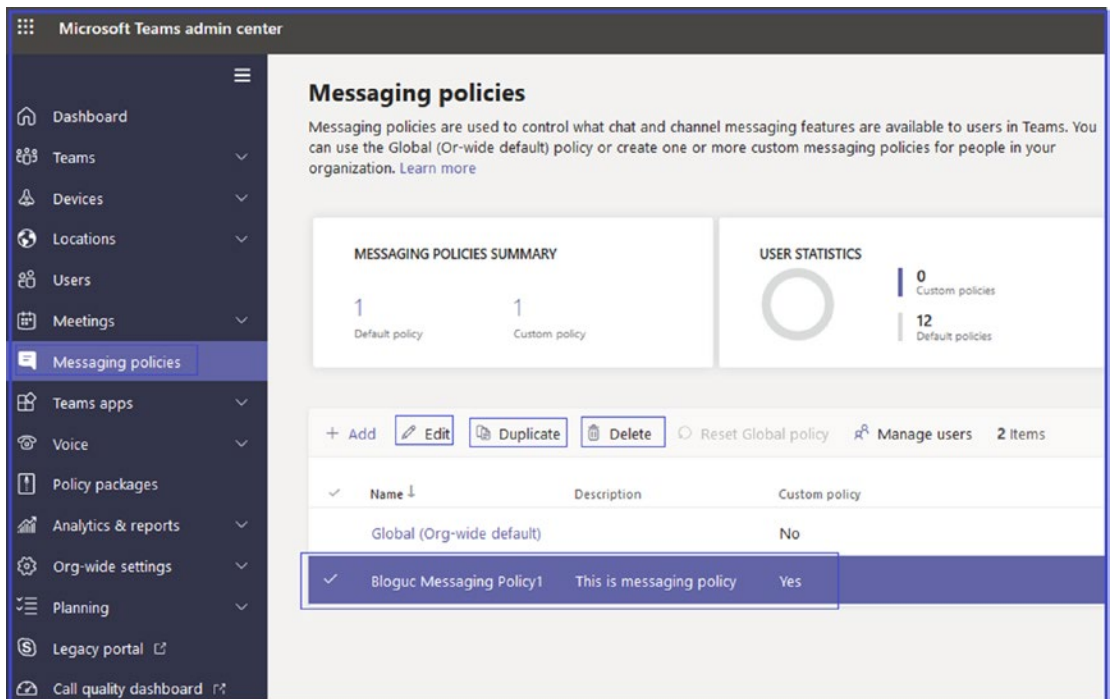 Microsoft Teams admin center
Dashboard
Teams
Devices
Locations
Users
Meetings
Messaging policies
Teams apps
Voice
Policy packages
Analytics & reports
Org-wide settings
Planning
Legacy portal
Call quality dashboard
Messaging policies
Messaging policies are used to control what chat and channel messaging features are available to users in Teams. You
can use the Global (Or-wide default) policy or create one or more custom messaging policies for people in your
organization. Learn more
MESSAGING POLICIES SUMMARY
1
Default policy
1
Custom policy
USER STATISTICS
0
Custom policies
12
Default policies
+ Add Edit Duplicate Delete Reset Global policy Manage users 2 Items
Name ↓ Description Custom policy
Global (Org-wide default) No
Bloguc Messaging Policy1 This is messaging policy Yes